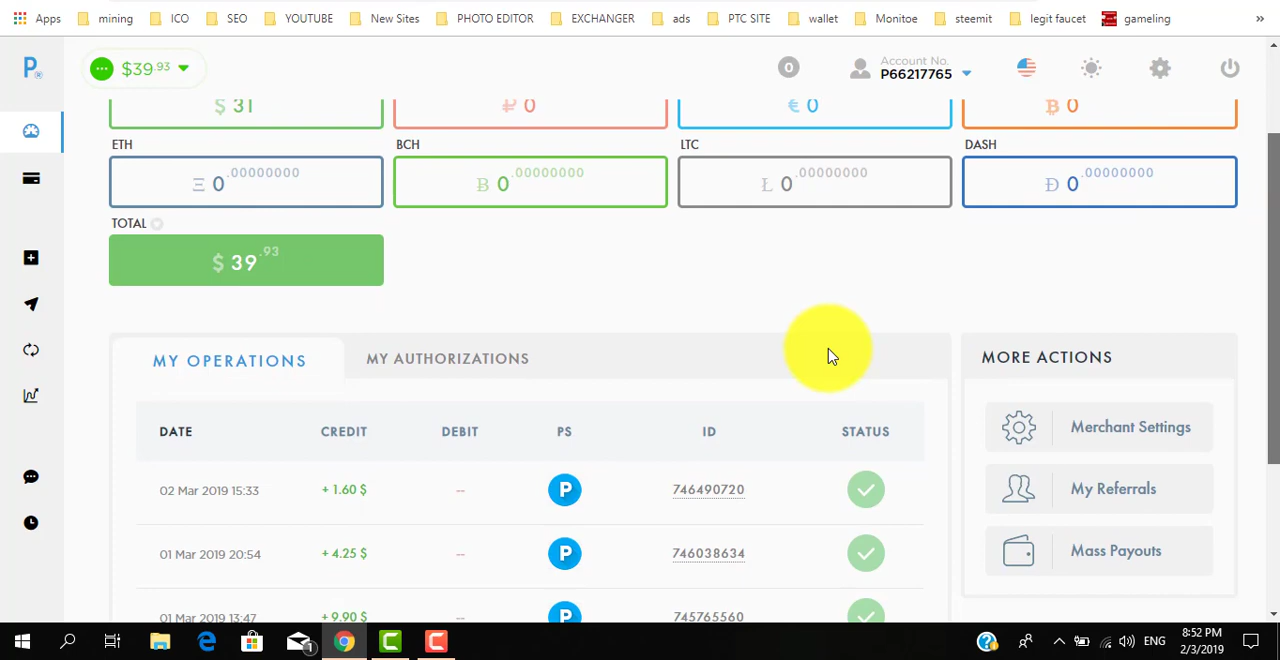 Apps mining ICO SEO YOUTUBE New Sites PHOTO EDITOR EXCHANGER ads PTC SITE wallet Monitoe steemit legit faucet gameling »
P $39.93 0 Account No.
P66217765
$ 31 ₽ 0 € 0 Ƀ 0
ETH BCH LTC DASH
Ξ 0.00000000 Ƀ 0.00000000 Ł 0.00000000 Đ 0.00000000
TOTAL
$ 39.93
MY OPERATIONS MY AUTHORIZATIONS MORE ACTIONS
DATE CREDIT DEBIT PS ID STATUS
Merchant Settings
02 Mar 2019 15:33 + 1.60 $ -- P 746490720
My Referrals
01 Mar 2019 20:54 + 4.25 $ -- P 746038634
Mass Payouts
01 Mar 2019 13:47 + 9.90 $ -- P 745765560
1 ENG 8:52 PM
2/3/2019